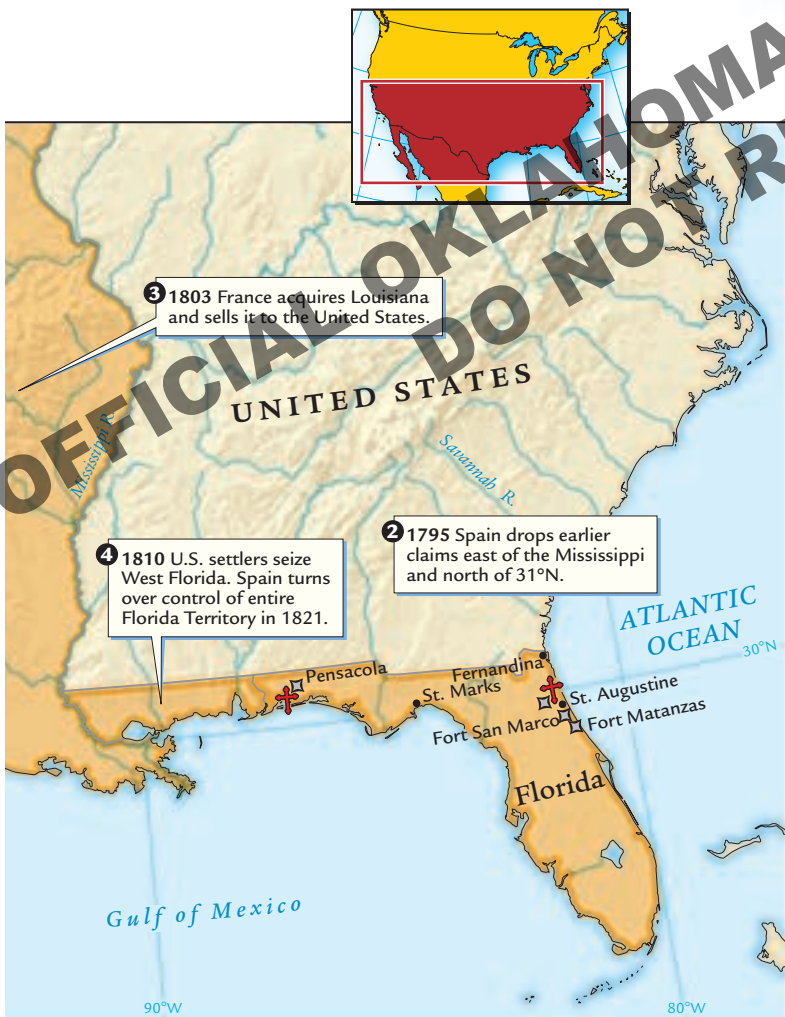 OFFICIAL OKLAHOMA
DO NOT R
3 1803 France acquires Louisiana
and sells it to the United States.
UNITED STATES
Mississippi R.
Savannah R.
2 1795 Spain drops earlier
claims east of the Mississippi
and north of 31°N.
4 1810 U.S. settlers seize
West Florida. Spain turns
over control of entire
Florida Territory in 1821.
ATLANTIC
OCEAN
30°N
Pensacola
Fernandina
St. Marks
St. Augustine
Fort San Marco
Fort Matanzas
Florida
Gulf of Mexico
90°W
80°W